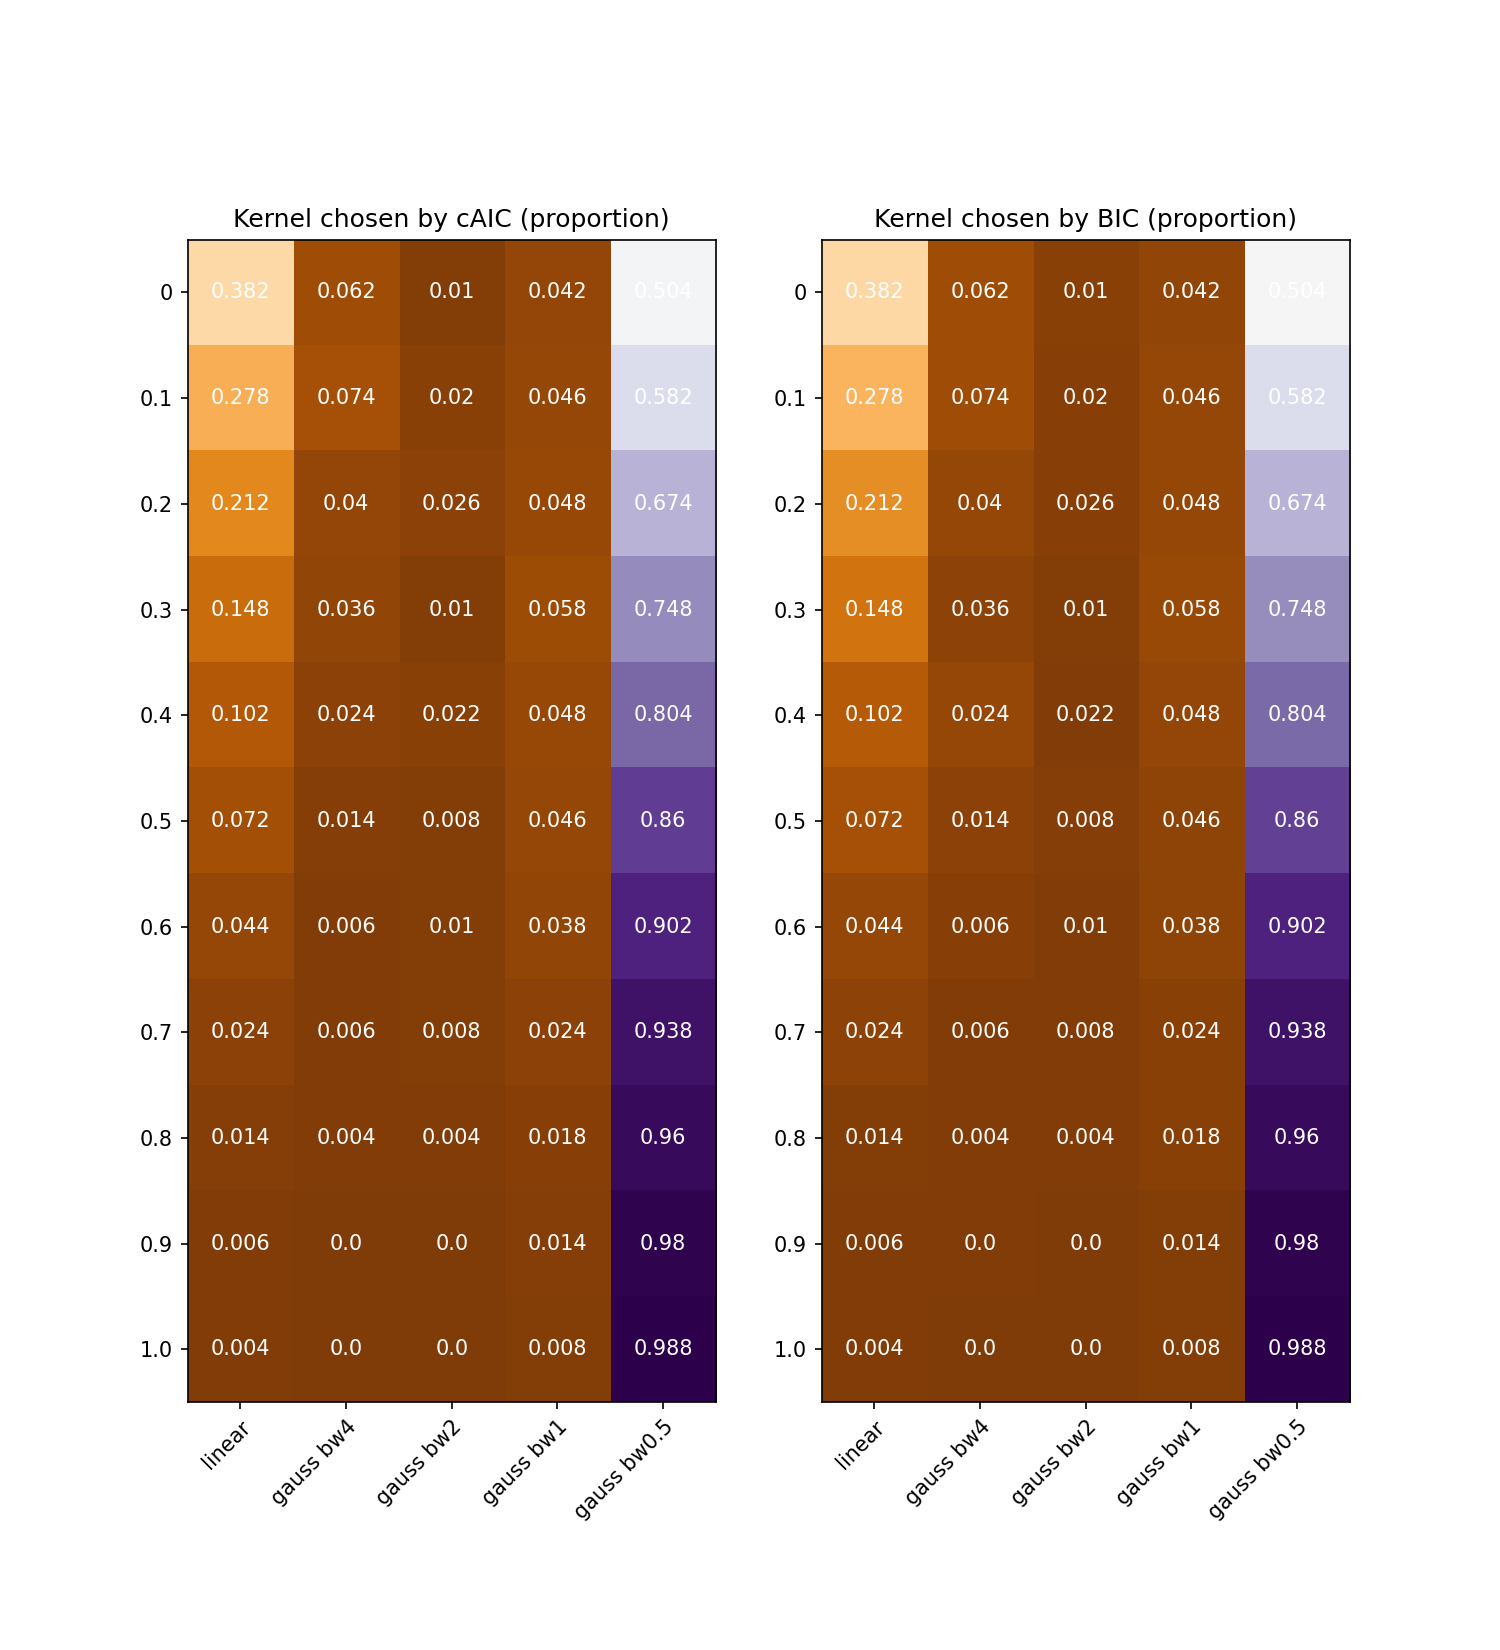 Kernel chosen by cAIC (proportion)
0 0.382 0.062 0.01 0.042 0.504
0.1 0.278 0.074 0.02 0.046 0.582
0.2 0.212 0.04 0.026 0.048 0.674
0.3 0.148 0.036 0.01 0.058 0.748
0.4 0.102 0.024 0.022 0.048 0.804
0.5 0.072 0.014 0.008 0.046 0.86
0.6 0.044 0.006 0.01 0.038 0.902
0.7 0.024 0.006 0.008 0.024 0.938
0.8 0.014 0.004 0.004 0.018 0.96
0.9 0.006 0.0 0.0 0.014 0.98
1.0 0.004 0.0 0.0 0.008 0.988
linear
gauss bw4
gauss bw2
gauss bw1
gauss bw0.5
Kernel chosen by BIC (proportion)
0 0.382 0.062 0.01 0.042 0.504
0.1 0.278 0.074 0.02 0.046 0.582
0.2 0.212 0.04 0.026 0.048 0.674
0.3 0.148 0.036 0.01 0.058 0.748
0.4 0.102 0.024 0.022 0.048 0.804
0.5 0.072 0.014 0.008 0.046 0.86
0.6 0.044 0.006 0.01 0.038 0.902
0.7 0.024 0.006 0.008 0.024 0.938
0.8 0.014 0.004 0.004 0.018 0.96
0.9 0.006 0.0 0.0 0.014 0.98
1.0 0.004 0.0 0.0 0.008 0.988
linear
gauss bw4
gauss bw2
gauss bw1
gauss bw0.5